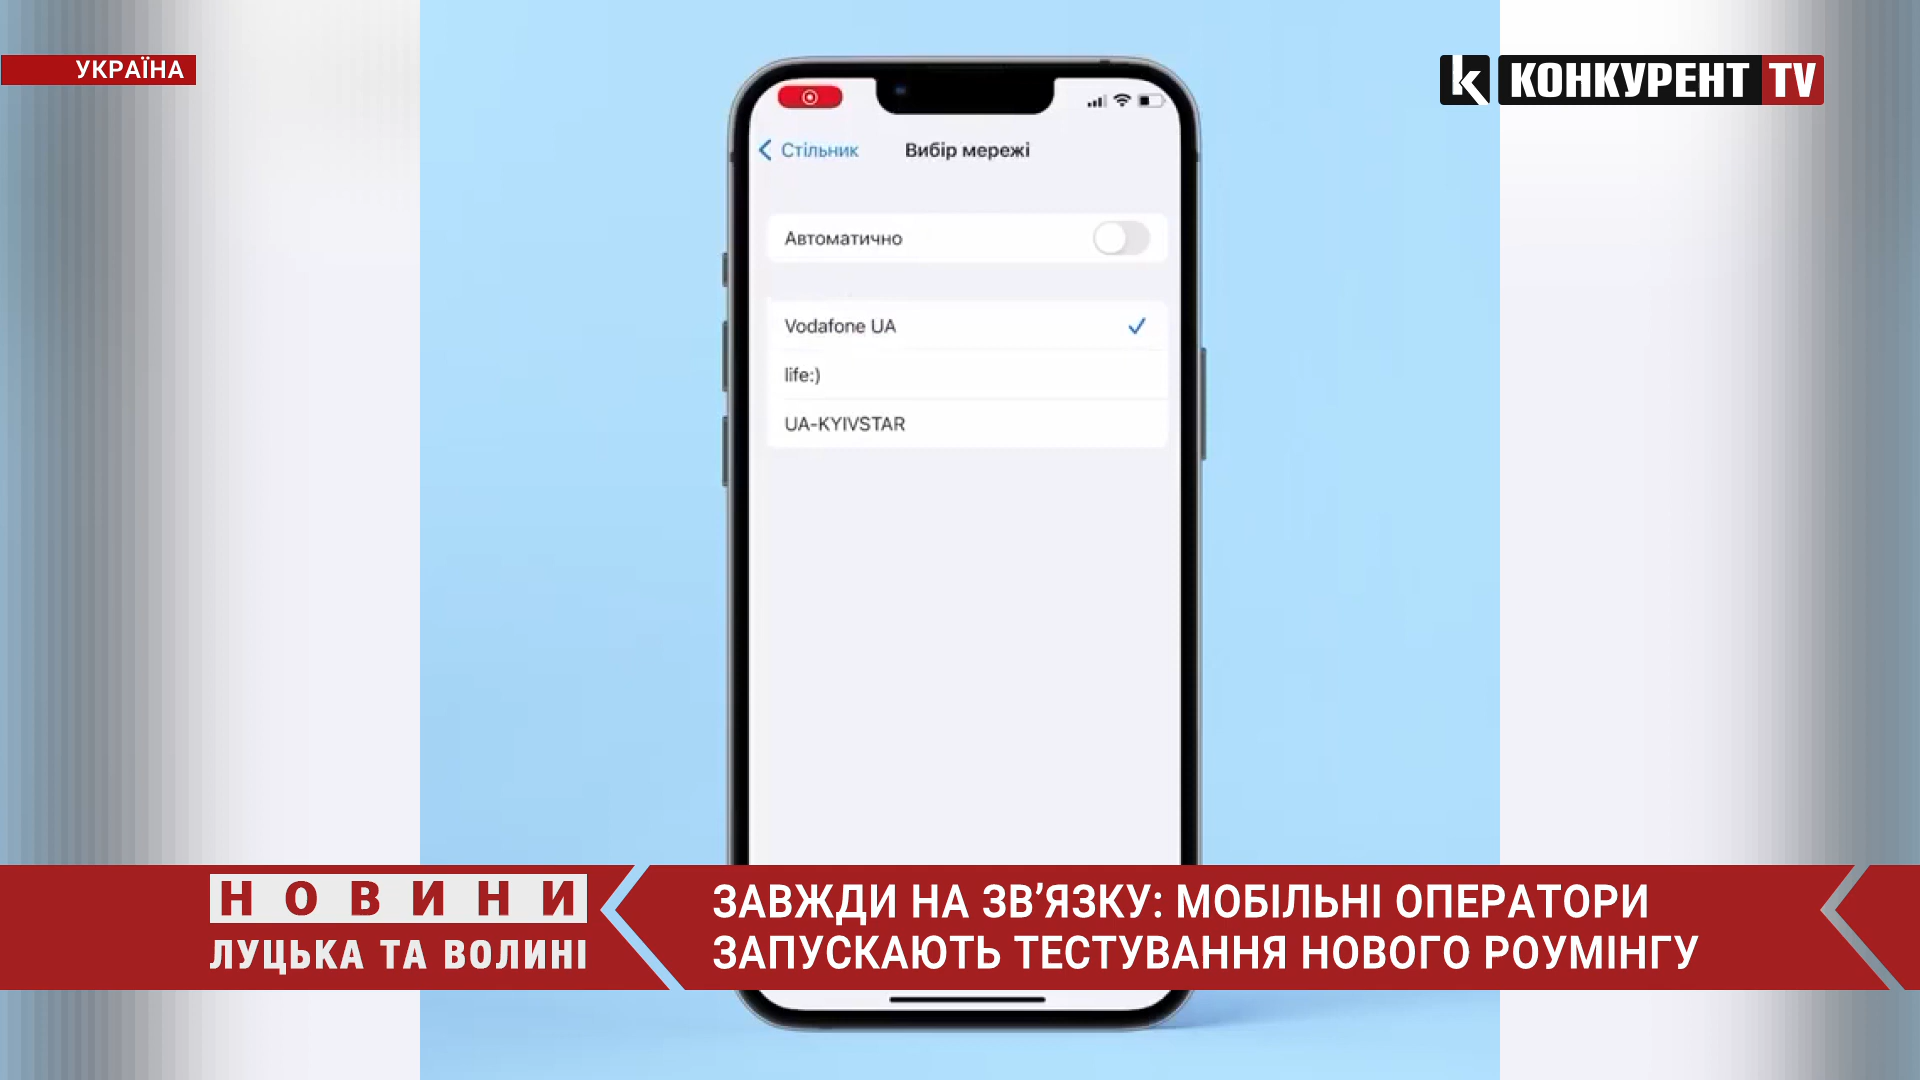 УКРАЇНА
k КОНКУРЕНТ TV
Стільник
Вибір мережі
Автоматично
Vodafone UA
life:)
UA-KYIVSTAR
НОВИНИ
ЛУЦЬКА ТА ВОЛИНІ
ЗАВЖДИ НА ЗВ’ЯЗКУ: МОБІЛЬНІ ОПЕРАТОРИ
ЗАПУСКАЮТЬ ТЕСТУВАННЯ НОВОГО РОУМІНГУ